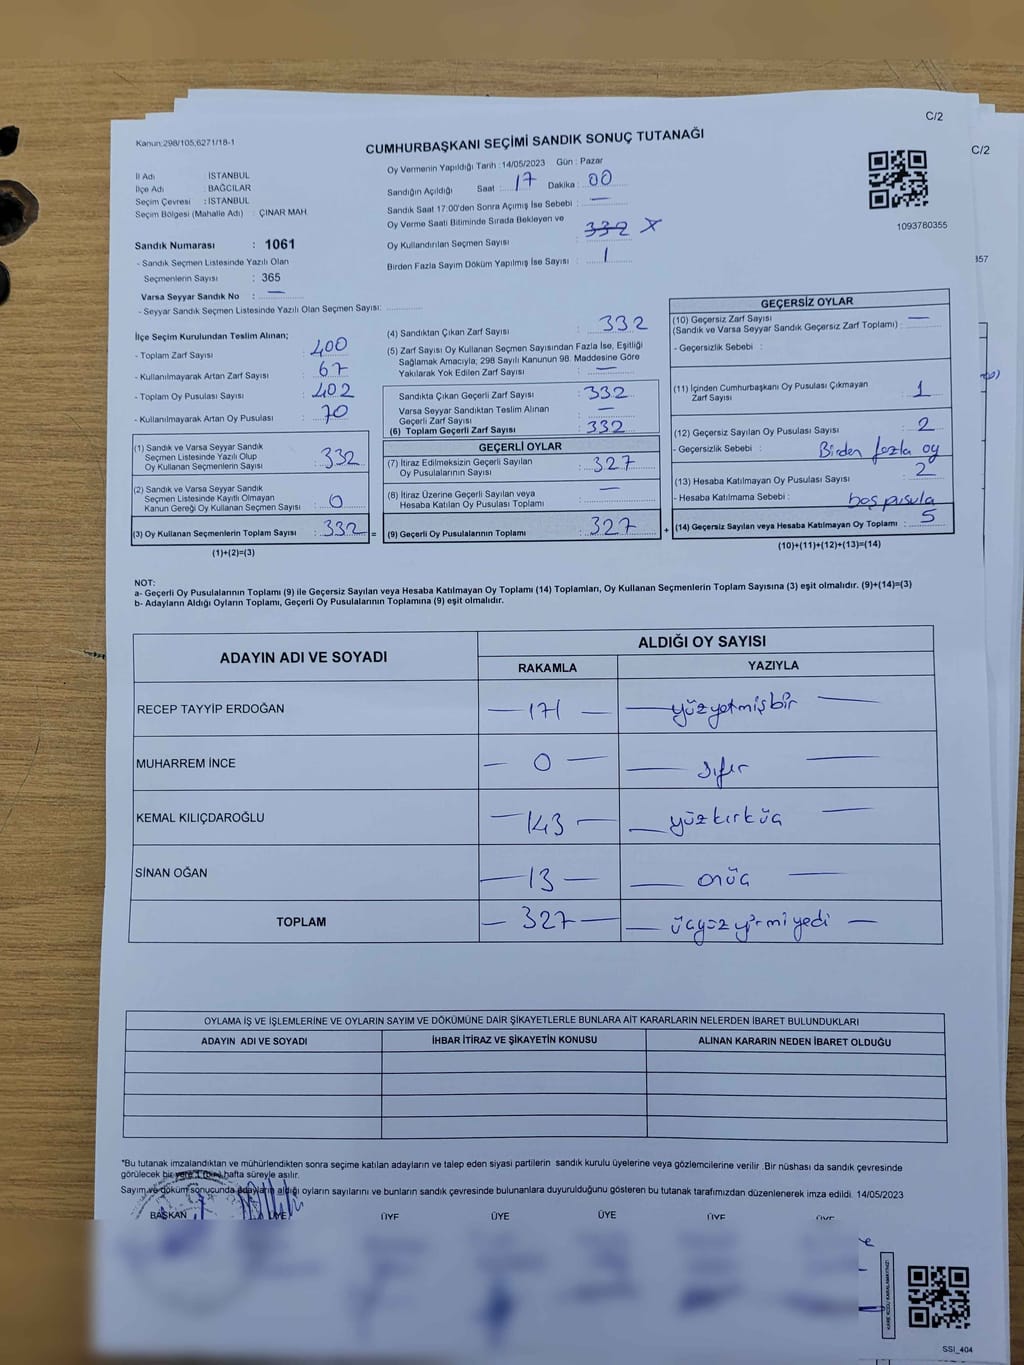 C/2
C/2
Kanun:298/105,6271/18-1
CUMHURBAŞKANI SEÇİMİ SANDIK SONUÇ TUTANAĞI
İl Adı : İSTANBUL
İlçe Adı : BAĞCILAR
Seçim Çevresi : İSTANBUL
Seçim Bölgesi (Mahalle Adı) : ÇINAR MAH
Sandık Numarası : 1061
- Sandık Seçmen Listesinde Yazılı Olan
Seçmenlerin Sayısı : 365
Varsa Seyyar Sandık No : —
- Seyyar Sandık Seçmen Listesinde Yazılı Olan Seçmen Sayısı:
Oy Vermenin Yapıldığı Tarih : 14/05/2023 Gün : Pazar
Sandığın Açıldığı Saat : 17 Dakika : 00
Sandık Saat 17:00'den Sonra Açımış İse Sebebi : —
Oy Verme Saati Bitiminde Sırada Bekleyen ve
Oy Kullandırılan Seçmen Sayısı : 332 X
Birden Fazla Sayım Döküm Yapılmış İse Sayısı : 1
1093780355
357
İlçe Seçim Kurulundan Teslim Alınan;
- Toplam Zarf Sayısı : 400
- Kullanılmayarak Artan Zarf Sayısı : 67
- Toplam Oy Pusulası Sayısı : 402
- Kullanılmayarak Artan Oy Pusulası : 70
(1) Sandık ve Varsa Seyyar Sandık
Seçmen Listesinde Yazılı Olup
Oy Kullanan Seçmenlerin Sayısı : 332
(2) Sandık ve Varsa Seyyar Sandık
Seçmen Listesinde Kayıtlı Olmayan
Kanun Gereği Oy Kullanan Seçmen Sayısı : 0
(3) Oy Kullanan Seçmenlerin Toplam Sayısı : 332 =
(1)+(2)=(3)
(4) Sandıktan Çıkan Zarf Sayısı : 332
(5) Zarf Sayısı Oy Kullanan Seçmen Sayısından Fazla İse, Eşitliği
Sağlamak Amacıyla; 298 Sayılı Kanunun 98. Maddesine Göre
Yakılarak Yok Edilen Zarf Sayısı : —
Sandıkta Çıkan Geçerli Zarf Sayısı : 332
Varsa Seyyar Sandıktan Teslim Alınan
Geçerli Zarf Sayısı : —
(6) Toplam Geçerli Zarf Sayısı : 332
GEÇERLİ OYLAR
(7) İtiraz Edilmeksizin Geçerli Sayılan
Oy Pusulalarının Sayısı : 327
(8) İtiraz Üzerine Geçerli Sayılan veya
Hesaba Katılan Oy Pusulası Toplamı : —
(9) Geçerli Oy Pusulalarının Toplamı : 327 +
GEÇERSİZ OYLAR
(10) Geçersiz Zarf Sayısı
(Sandık ve Varsa Seyyar Sandık Geçersiz Zarf Toplamı) : —
- Geçersizlik Sebebi :
(11) İçinden Cumhurbaşkanı Oy Pusulası Çıkmayan
Zarf Sayısı : 1
(12) Geçersiz Sayılan Oy Pusulası Sayısı : 2
- Geçersizlik Sebebi : Birden fazla oy
(13) Hesaba Katılmayan Oy Pusulası Sayısı : 2
- Hesaba Katılmama Sebebi : boş pusula
(14) Geçersiz Sayılan veya Hesaba Katılmayan Oy Toplamı : 5
(10)+(11)+(12)+(13)=(14)
NOT:
a- Geçerli Oy Pusulalarının Toplamı (9) ile Geçersiz Sayılan veya Hesaba Katılmayan Oy Toplamı (14) Toplamları, Oy Kullanan Seçmenlerin Toplam Sayısına (3) eşit olmalıdır. (9)+(14)=(3)
b- Adayların Aldığı Oyların Toplamı, Geçerli Oy Pusulalarının Toplamına (9) eşit olmalıdır.
ADAYIN ADI VE SOYADI
ALDIĞI OY SAYISI
RAKAMLA YAZIYLA
RECEP TAYYİP ERDOĞAN — 171 — — yüzyetmişbir —
MUHARREM İNCE — 0 — — sıfır —
KEMAL KILIÇDAROĞLU — 143 — — yüzkırküç —
SİNAN OĞAN — 13 — — onüç —
TOPLAM — 327 — — üçyüzyirmiyedi —
OYLAMA İŞ VE İŞLEMLERİNE VE OYLARIN SAYIM VE DÖKÜMÜNE DAİR ŞİKAYETLERLE BUNLARA AİT KARARLARIN NELERDEN İBARET BULUNDUKLARI
ADAYIN ADI VE SOYADI İHBAR İTİRAZ VE ŞİKAYETİN KONUSU ALINAN KARARIN NEDEN İBARET OLDUĞU
*Bu tutanak imzalandıktan ve mühürlendikten sonra seçime katılan adayların ve talep eden siyasi partilerin sandık kurulu üyelerine veya gözlemcilerine verilir .Bir nüshası da sandık çevresinde
görülecek bir yere 1 (bir) hafta süreyle asılır.
Sayım ve döküm sonucunda adayların aldığı oyların sayılarını ve bunların sandık çevresinde bulunanlara duyurulduğunu gösteren bu tutanak tarafımızdan düzenlenerek imza edildi. 14/05/2023
BAŞKAN ÜYE ÜYE ÜYE ÜYE ÜYE ÜYE
KARE KODU KARALAMAYINIZ!
SSI_404